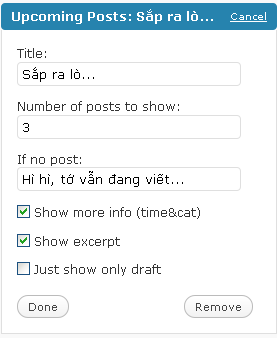 Upcoming Posts: Sắp ra lò... Cancel
Title:
Sắp ra lò...
Number of posts to show:
3
If no post:
Hì hì, tớ vẫn đang viết...
Show more info (time&cat)
Show excerpt
Just show only draft
Done Remove